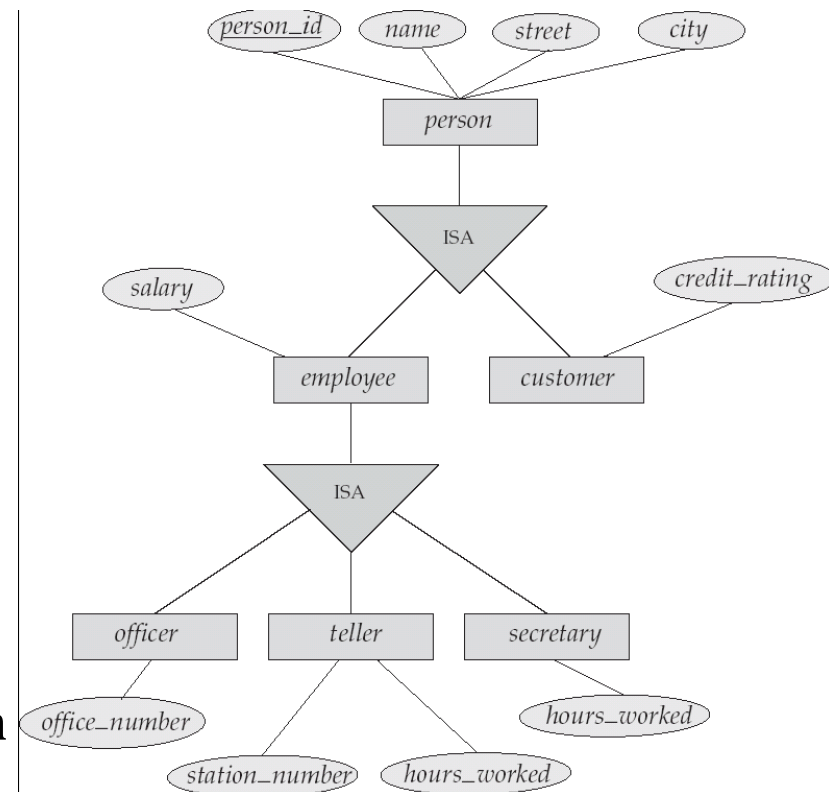 person_id name street city
person
ISA
salary credit_rating
employee customer
ISA
officer teller secretary
office_number hours_worked
station_number hours_worked